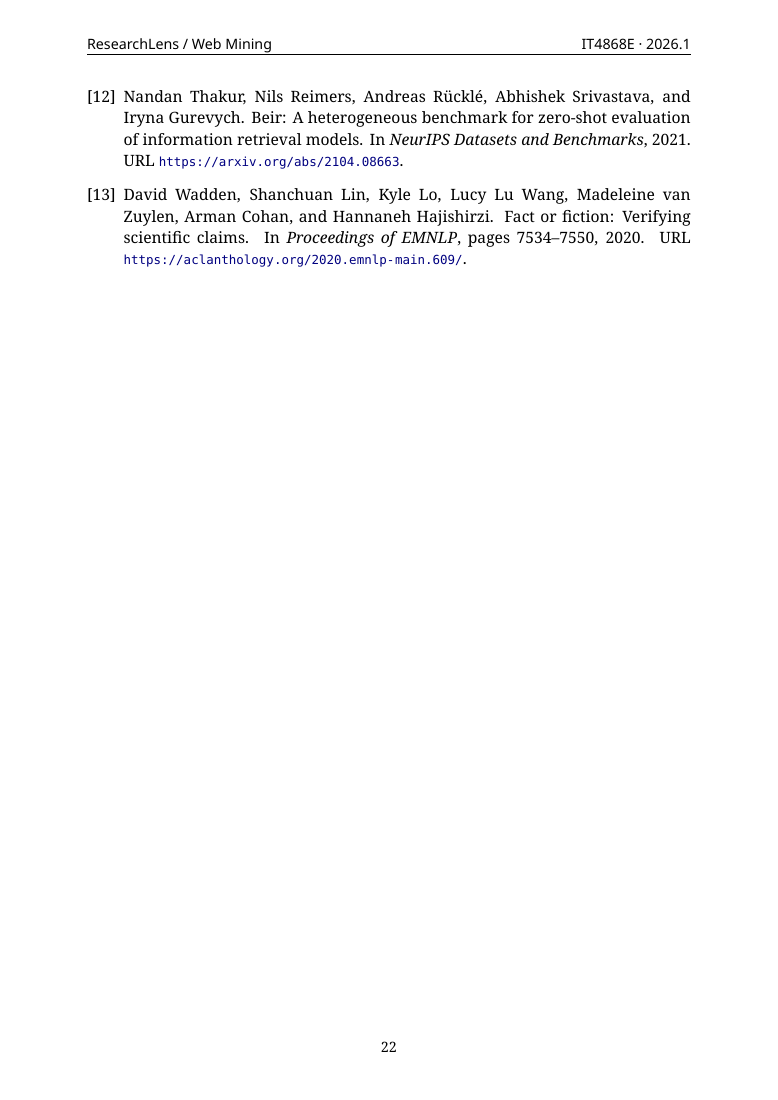 ResearchLens / Web Mining IT4868E · 2026.1
[12] Nandan Thakur, Nils Reimers, Andreas Rücklé, Abhishek Srivastava, and
Iryna Gurevych. Beir: A heterogeneous benchmark for zero-shot evaluation
of information retrieval models. In NeurIPS Datasets and Benchmarks, 2021.
URL https://arxiv.org/abs/2104.08663.
[13] David Wadden, Shanchuan Lin, Kyle Lo, Lucy Lu Wang, Madeleine van
Zuylen, Arman Cohan, and Hannaneh Hajishirzi. Fact or fiction: Verifying
scientific claims. In Proceedings of EMNLP, pages 7534–7550, 2020. URL
https://aclanthology.org/2020.emnlp-main.609/.
22